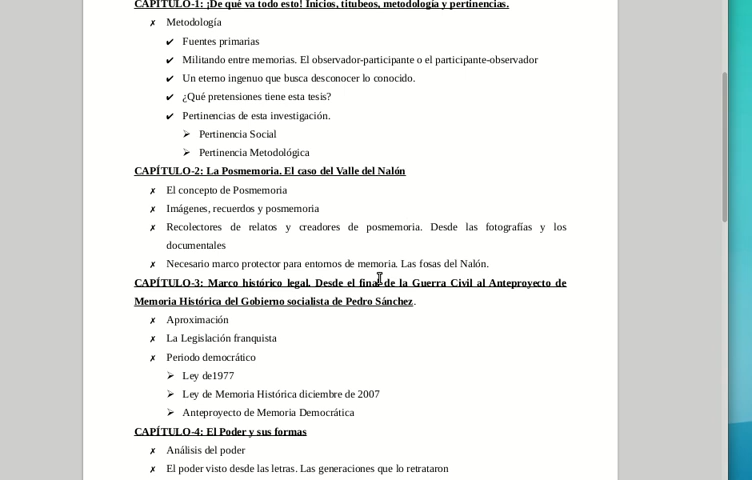 CAPÍTULO-1: ¡De qué va todo esto! Inicios, titubeos, metodología y pertinencias.
✗ Metodología
✔ Fuentes primarias
✔ Militando entre memorias. El observador-participante o el participante-observador
✔ Un eterno ingenuo que busca desconocer lo conocido.
✔ ¿Qué pretensiones tiene esta tesis?
✔ Pertinencias de esta investigación.
➢ Pertinencia Social
➢ Pertinencia Metodológica
CAPÍTULO-2: La Posmemoria. El caso del Valle del Nalón
✗ El concepto de Posmemoria
✗ Imágenes, recuerdos y posmemoria
✗ Recolectores de relatos y creadores de posmemoria. Desde las fotografías y los
documentales
✗ Necesario marco protector para entornos de memoria. Las fosas del Nalón.
CAPÍTULO-3: Marco histórico legal. Desde el final de la Guerra Civil al Anteproyecto de
Memoria Histórica del Gobierno socialista de Pedro Sánchez.
✗ Aproximación
✗ La Legislación franquista
✗ Periodo democrático
➢ Ley de1977
➢ Ley de Memoria Histórica diciembre de 2007
➢ Anteproyecto de Memoria Democrática
CAPÍTULO-4: El Poder y sus formas
✗ Análisis del poder
✗ El poder visto desde las letras. Las generaciones que lo retrataron